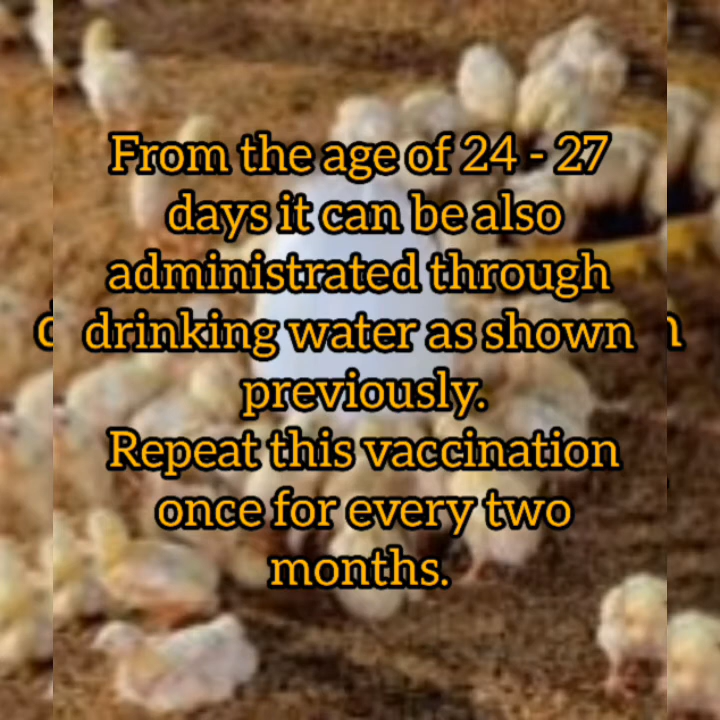 From the age of 24 - 27
days it can be also
administrated through
drinking water as shown
previously.
Repeat this vaccination
once for every two
months.